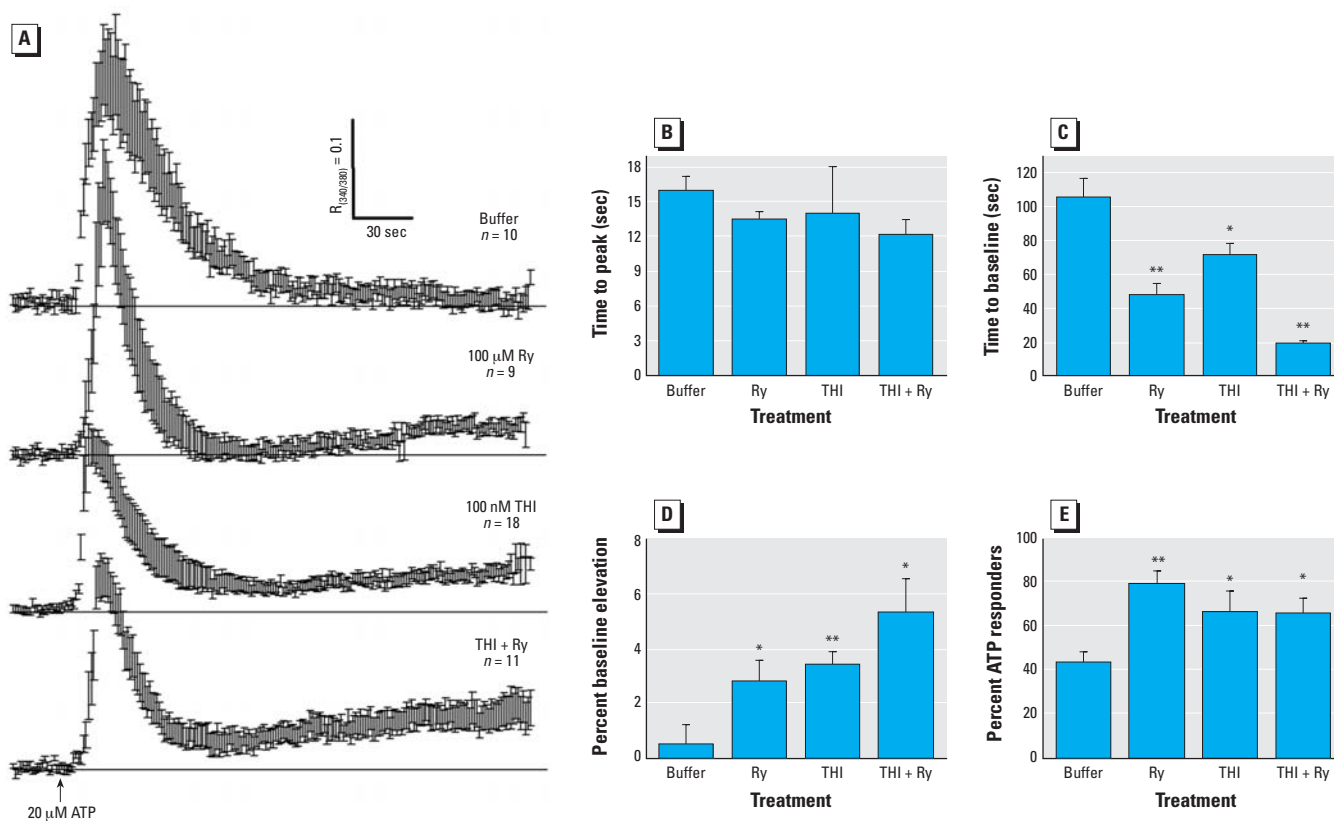 A
R(340/380) = 0.1
30 sec
Buffer
n = 10
100 μM Ry
n = 9
100 nM THI
n = 18
THI + Ry
n = 11
20 μM ATP
B
Time to peak (sec)
18
15
12
9
6
3
0
Buffer Ry THI THI + Ry
Treatment
C
Time to baseline (sec)
120
100
80
60
40
20
0
**
*
**
Buffer Ry THI THI + Ry
Treatment
D
Percent baseline elevation
8
6
4
2
0
*
**
*
Buffer Ry THI THI + Ry
Treatment
E
Percent ATP responders
100
80
60
40
20
0
**
*
*
Buffer Ry THI THI + Ry
Treatment